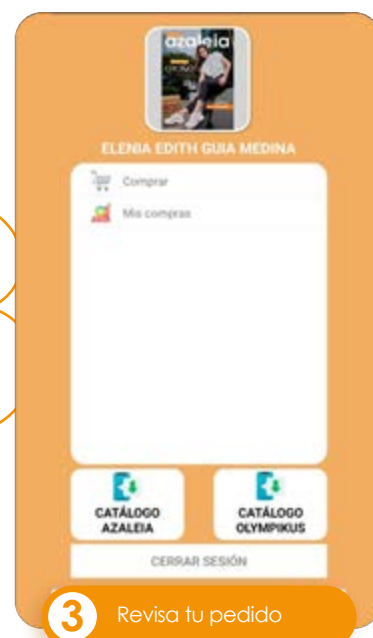 azaleia
ELENIA EDITH GUIA MEDINA
Comprar
Mis compras
CATÁLOGO
AZALEIA
CATÁLOGO
OLYMPIKUS
CERRAR SESIÓN
3 Revisa tu pedido